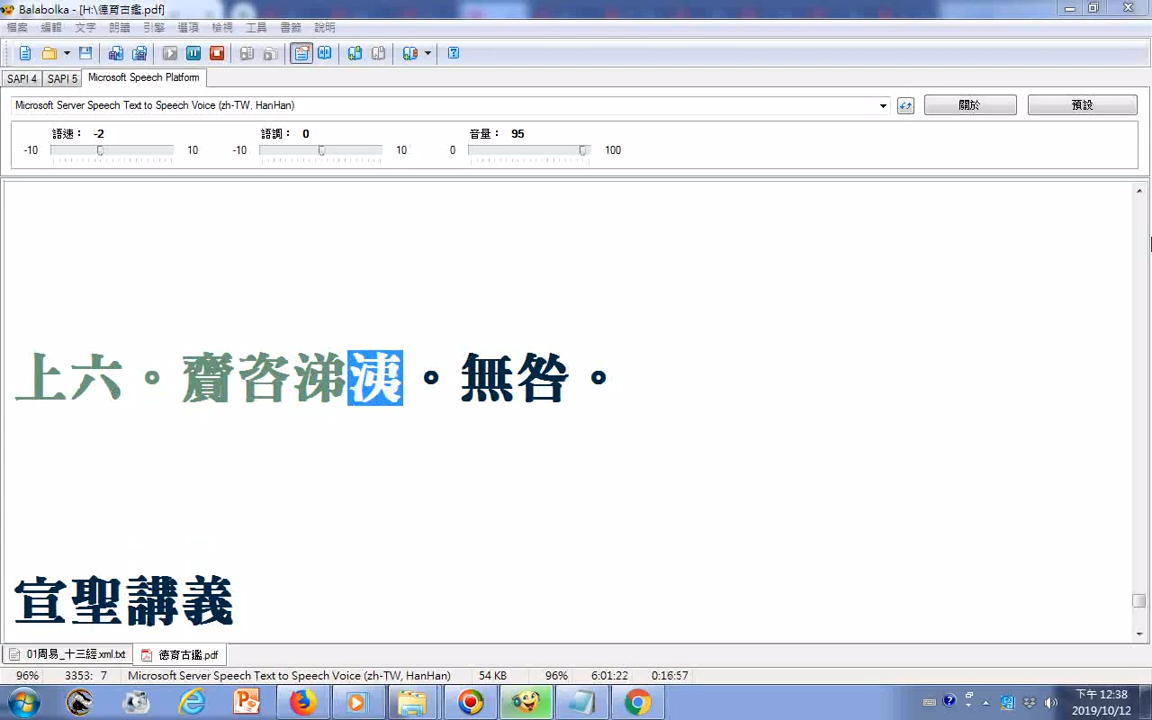 Balabolka - [H:\德育古鑑.pdf]
檔案 編輯 文字 朗讀 引擎 選項 檢視 工具 書籤 說明
SAPI 4 SAPI 5 Microsoft Speech Platform
Microsoft Server Speech Text to Speech Voice (zh-TW, HanHan) 關於 預設
語速： -2 語調： 0 音量： 95
-10 10 -10 10 0 100
上六。齎咨涕洟。無咎。
宣聖講義
01周易_十三經.xml.txt 德育古鑑.pdf
96% 3353: 7 Microsoft Server Speech Text to Speech Voice (zh-TW, HanHan) 54 KB 96% 6:01:22 0:16:57
下午 12:38
2019/10/12